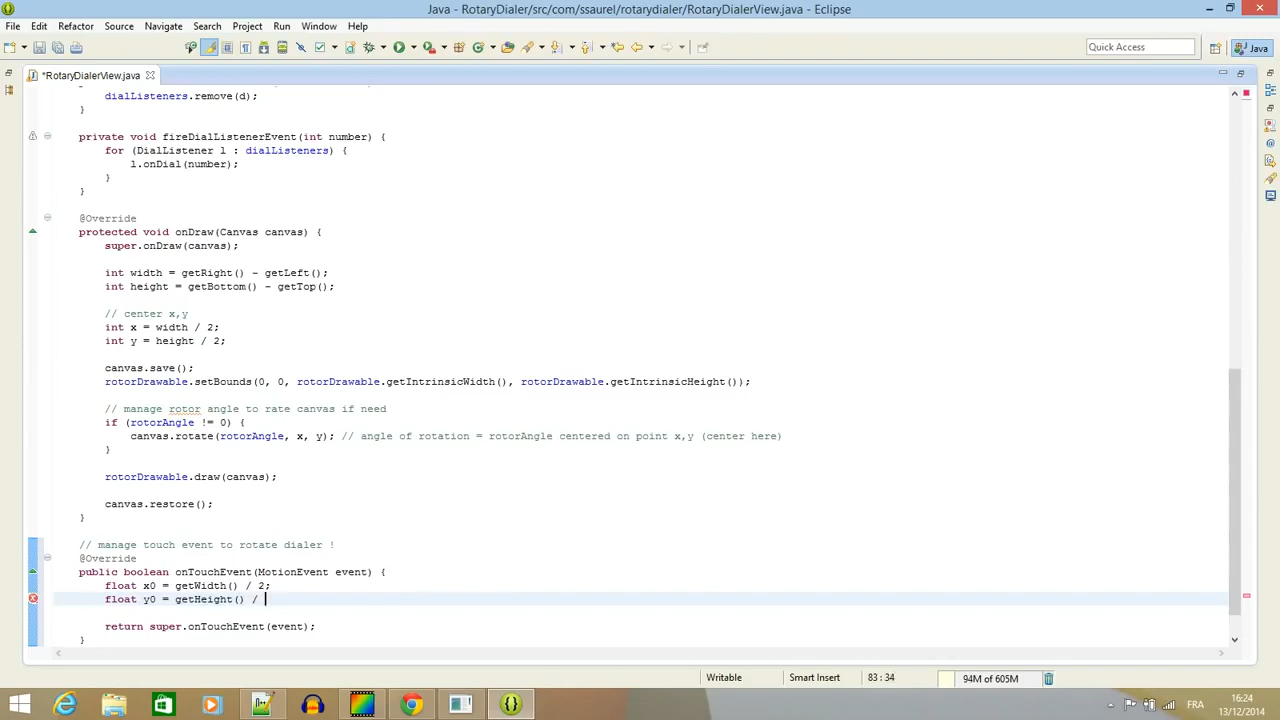 Java - RotaryDialer/src/com/ssaurel/rotarydialer/RotaryDialerView.java - Eclipse
File Edit Refactor Source Navigate Search Project Run Window Help
Quick Access
Java
*RotaryDialerView.java
dialListeners.remove(d);
}
private void fireDialListenerEvent(int number) {
for (DialListener l : dialListeners) {
l.onDial(number);
}
}
@Override
protected void onDraw(Canvas canvas) {
super.onDraw(canvas);
int width = getRight() - getLeft();
int height = getBottom() - getTop();
// center x,y
int x = width / 2;
int y = height / 2;
canvas.save();
rotorDrawable.setBounds(0, 0, rotorDrawable.getIntrinsicWidth(), rotorDrawable.getIntrinsicHeight());
// manage rotor angle to rate canvas if need
if (rotorAngle != 0) {
canvas.rotate(rotorAngle, x, y); // angle of rotation = rotorAngle centered on point x,y (center here)
}
rotorDrawable.draw(canvas);
canvas.restore();
}
// manage touch event to rotate dialer !
@Override
public boolean onTouchEvent(MotionEvent event) {
float x0 = getWidth() / 2;
float y0 = getHeight() /
return super.onTouchEvent(event);
}
Writable Smart Insert 83 : 34 94M of 605M
FRA
16:24
13/12/2014